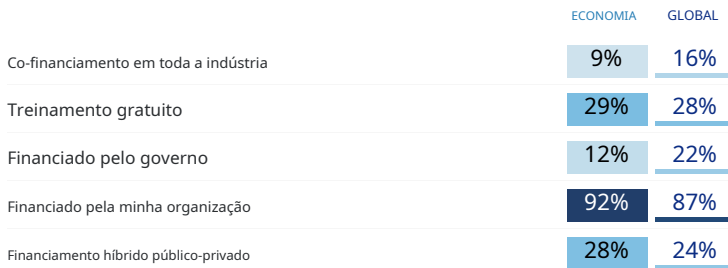 ECONOMIA GLOBAL
Co-financiamento em toda a indústria 9% 16%
Treinamento gratuito 29% 28%
Financiado pelo governo 12% 22%
Financiado pela minha organização 92% 87%
Financiamento híbrido público-privado 28% 24%